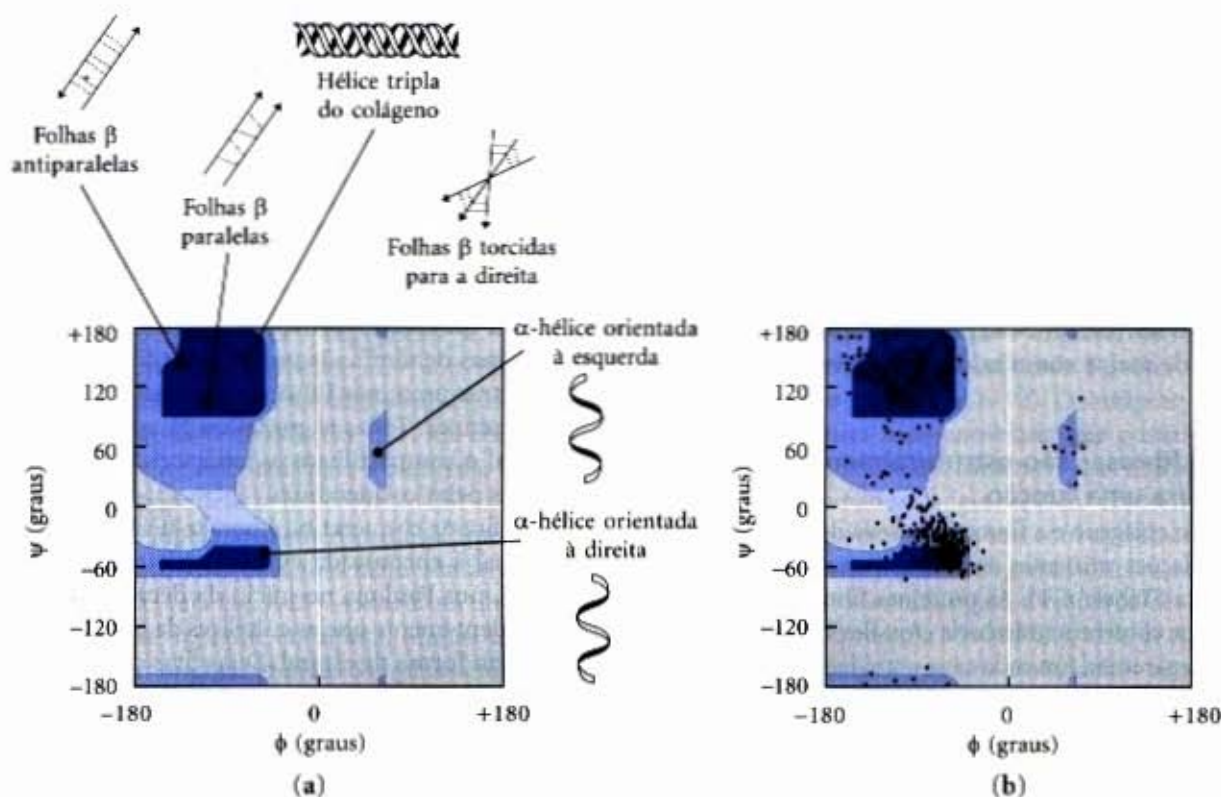 Folhas β
antiparalelas
Folhas β
paralelas
Hélice tripla
do colágeno
Folhas β torcidas
para a direita
α-hélice orientada
à esquerda
α-hélice orientada
à direita
+180
120
60
0
−60
−120
−180
ψ (graus)
−180
0
+180
ϕ (graus)
(a)
+180
120
60
0
−60
−120
−180
ψ (graus)
−180
0
+180
ϕ (graus)
(b)